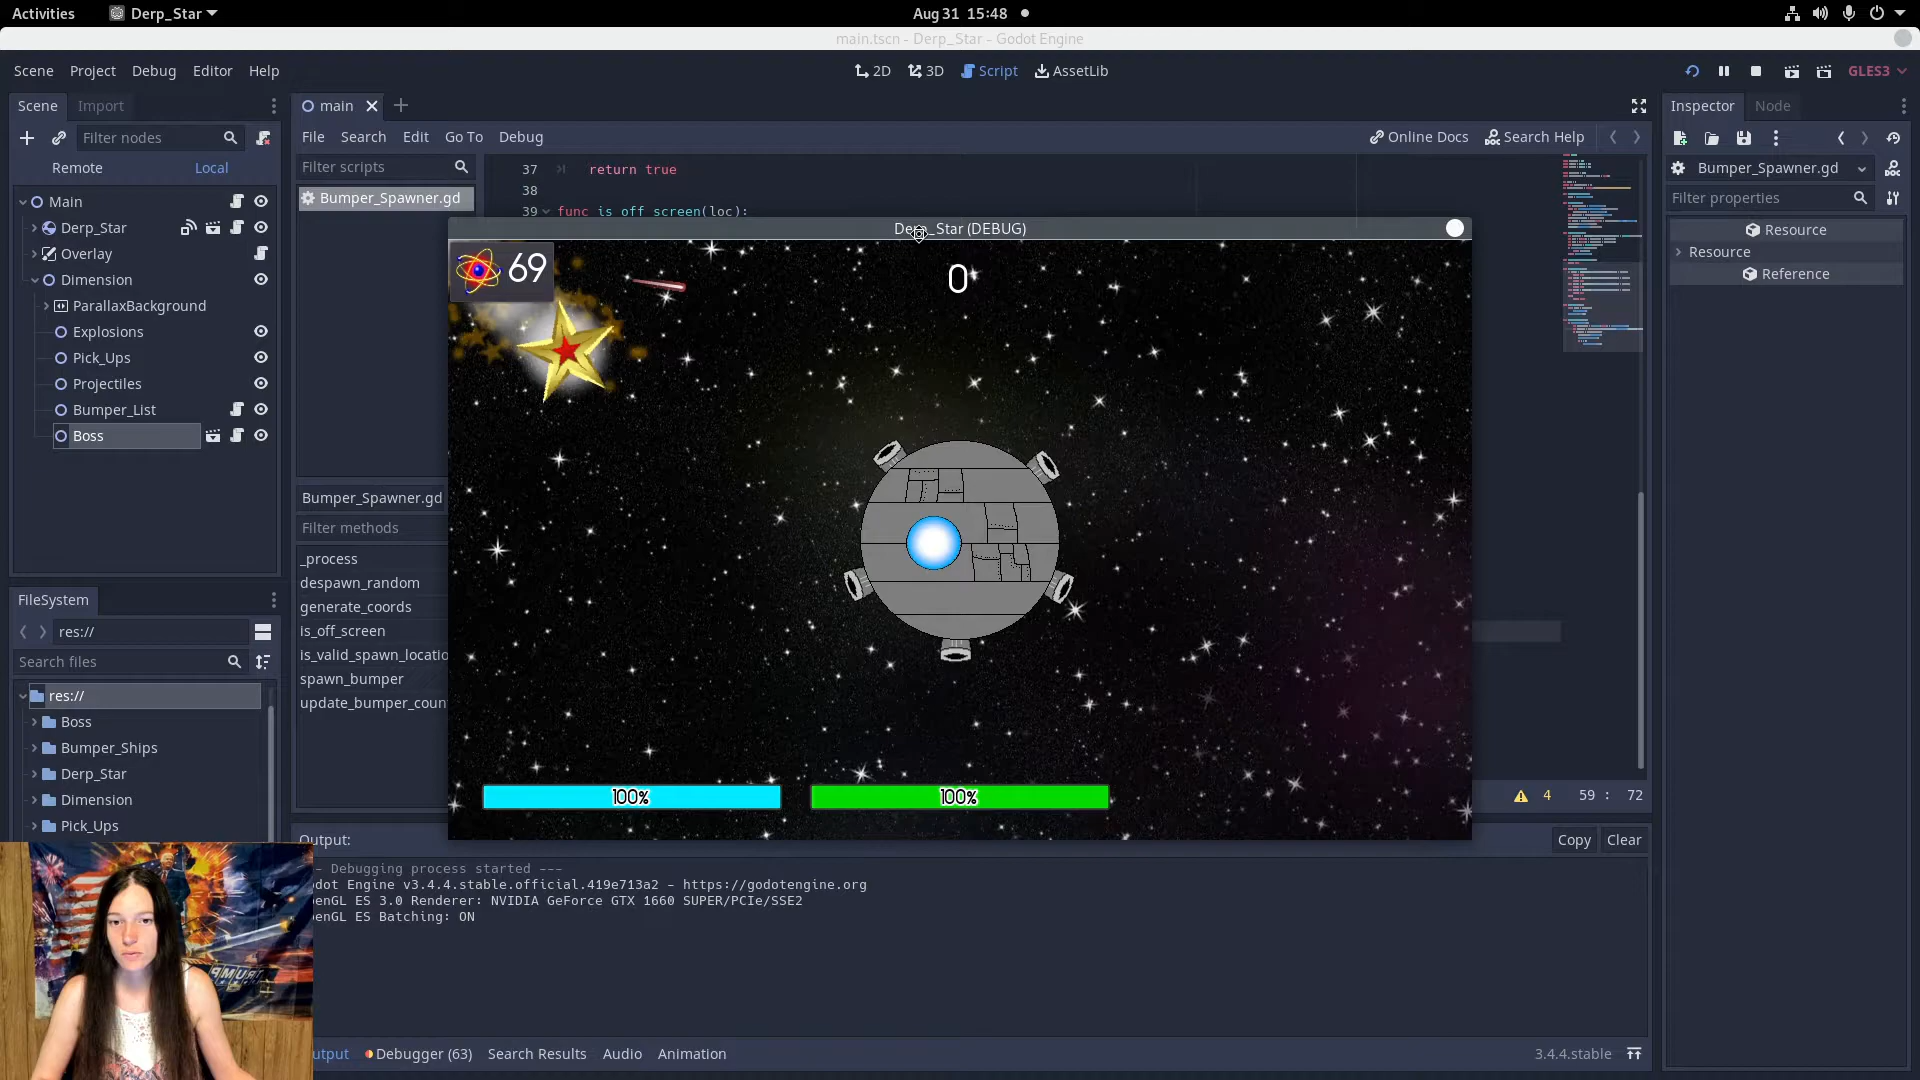 Activities
Derp_Star
Aug 31 15:48
main.tscn - Derp_Star - Godot Engine
Scene Project Debug Editor Help
2D 3D Script AssetLib
GLES3
Scene Import
main
Inspector Node
Filter nodes
File Search Edit Go To Debug
Online Docs Search Help
Remote Local
Filter scripts
Bumper_Spawner.gd
37 return true
38
39 func is_off_screen(loc):
Bumper_Spawner.gd
Filter properties
Resource
Resource
Reference
Main
Derp_Star
Overlay
Dimension
ParallaxBackground
Explosions
Pick_Ups
Projectiles
Bumper_List
Boss
Derp_Star (DEBUG)
69
0
100%
100%
Bumper_Spawner.gd
Filter methods
_process
despawn_random
generate_coords
is_off_screen
is_valid_spawn_locatio
spawn_bumper
update_bumper_coun
FileSystem
res://
Search files
res://
Boss
Bumper_Ships
Derp_Star
Dimension
Pick_Ups
4 59 : 72
Output:
Copy Clear
- Debugging process started ---
odot Engine v3.4.4.stable.official.419e713a2 - https://godotengine.org
penGL ES 3.0 Renderer: NVIDIA GeForce GTX 1660 SUPER/PCIe/SSE2
enGL ES Batching: ON
TRUMP
utput Debugger (63) Search Results Audio Animation
3.4.4.stable